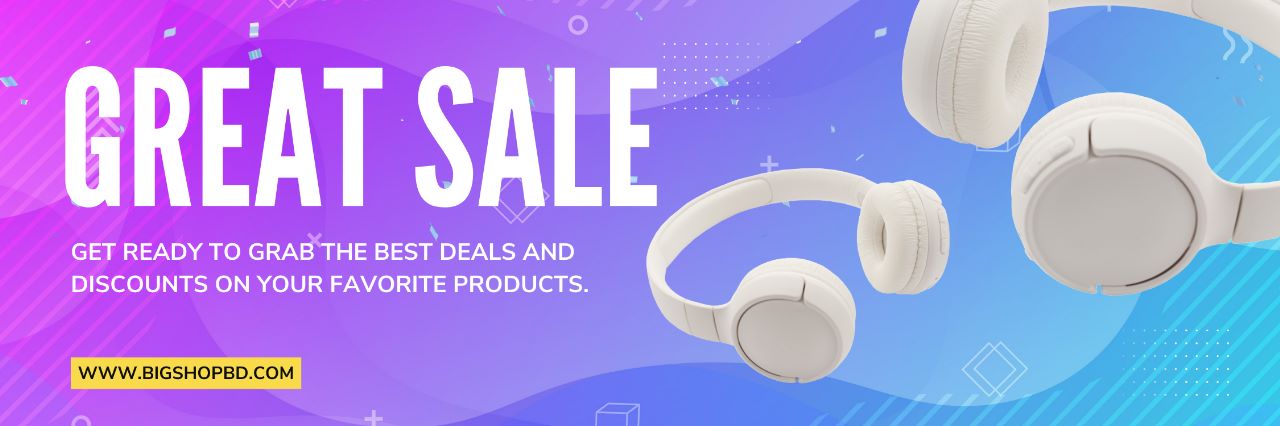 GREAT SALE
GET READY TO GRAB THE BEST DEALS AND
DISCOUNTS ON YOUR FAVORITE PRODUCTS.
WWW.BIGSHOPBD.COM